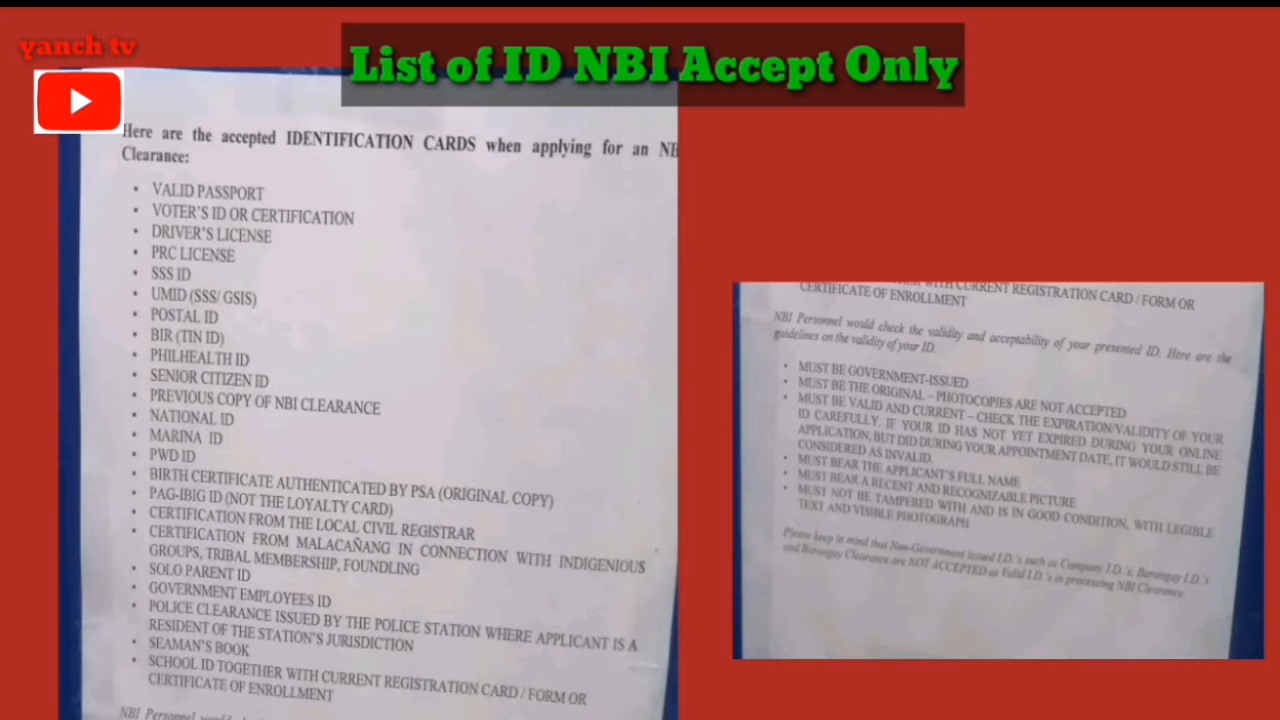 yanch tv
List of ID NBI Accept Only
Here are the accepted IDENTIFICATION CARDS when applying for an NB
Clearance:
• VALID PASSPORT
• VOTER'S ID OR CERTIFICATION
• DRIVER'S LICENSE
• PRC LICENSE
• SSS ID
• UMID (SSS/ GSIS)
• POSTAL ID
• BIR (TIN ID)
• PHILHEALTH ID
• SENIOR CITIZEN ID
• PREVIOUS COPY OF NBI CLEARANCE
• NATIONAL ID
• MARINA ID
• PWD ID
• BIRTH CERTIFICATE AUTHENTICATED BY PSA (ORIGINAL COPY)
• PAG-IBIG ID (NOT THE LOYALTY CARD)
• CERTIFICATION FROM THE LOCAL CIVIL REGISTRAR
• CERTIFICATION FROM MALACAÑANG IN CONNECTION WITH INDIGENIOUS
GROUPS, TRIBAL MEMBERSHIP, FOUNDLING
• SOLO PARENT ID
• GOVERNMENT EMPLOYEES ID
• POLICE CLEARANCE ISSUED BY THE POLICE STATION WHERE APPLICANT IS A
RESIDENT OF THE STATION'S JURISDICTION
• SEAMAN'S BOOK
• SCHOOL ID TOGETHER WITH CURRENT REGISTRATION CARD / FORM OR
CERTIFICATE OF ENROLLMENT
NBI Personnel would
WITH CURRENT REGISTRATION CARD / FORM OR
CERTIFICATE OF ENROLLMENT
NBI Personnel would check the validity and acceptability of your presented ID. Here are the
guidelines on the validity of your ID.
• MUST BE GOVERNMENT-ISSUED
• MUST BE THE ORIGINAL – PHOTOCOPIES ARE NOT ACCEPTED
• MUST BE VALID AND CURRENT – CHECK THE EXPIRATION/VALIDITY OF YOUR
ID CAREFULLY. IF YOUR ID HAS NOT YET EXPIRED DURING YOUR ONLINE
APPLICATION, BUT DID DURING YOUR APPOINTMENT DATE, IT WOULD STILL BE
CONSIDERED AS INVALID.
• MUST BEAR THE APPLICANT'S FULL NAME
• MUST BEAR A RECENT AND RECOGNIZABLE PICTURE
• MUST NOT BE TAMPERED WITH AND IS IN GOOD CONDITION, WITH LEGIBLE
TEXT AND VISIBLE PHOTOGRAPH
Please keep in mind that Non-Government issued I.D.'s such as Company I.D.'s, Barangay I.D.'s
and Barangay Clearance are NOT ACCEPTED as Valid I.D.'s in processing NBI Clearance.